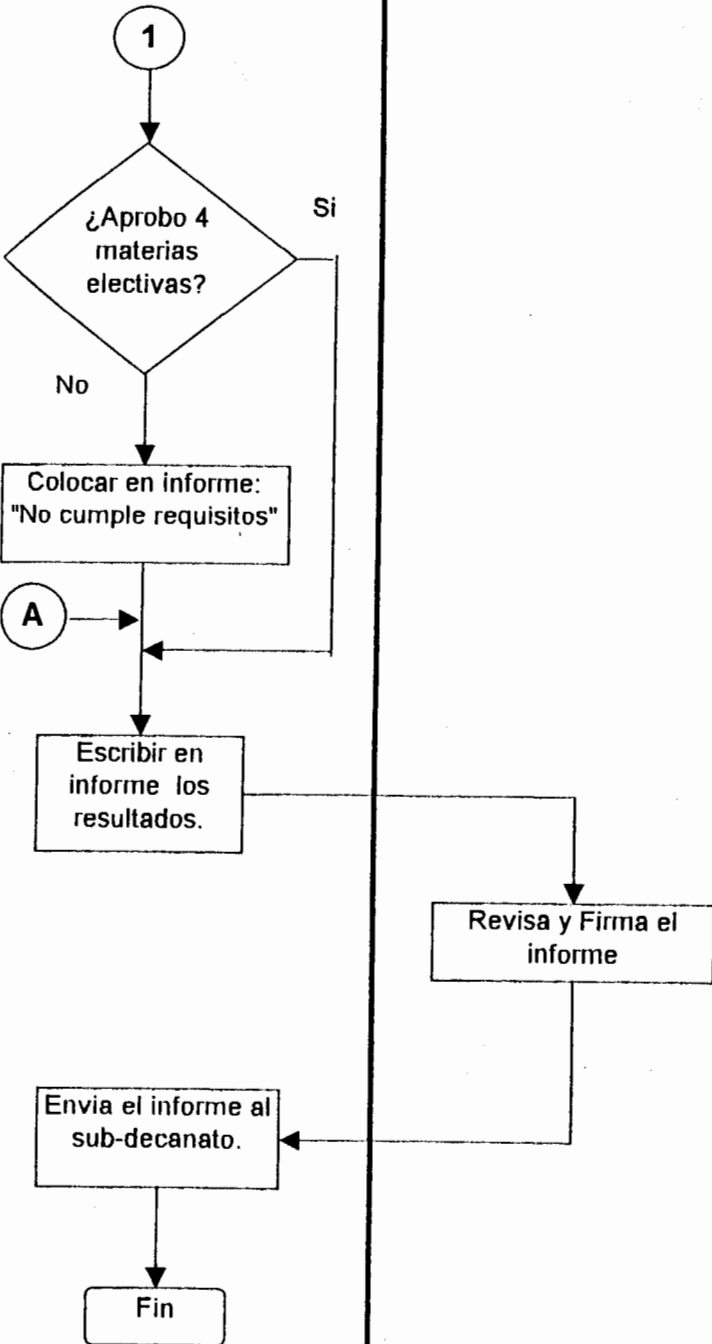 1
¿Aprobo 4
materias
electivas?
Si
No
Colocar en informe:
"No cumple requisitos"
A
Escribir en
informe los
resultados.
Revisa y Firma el
informe
Envia el informe al
sub-decanato.
Fin